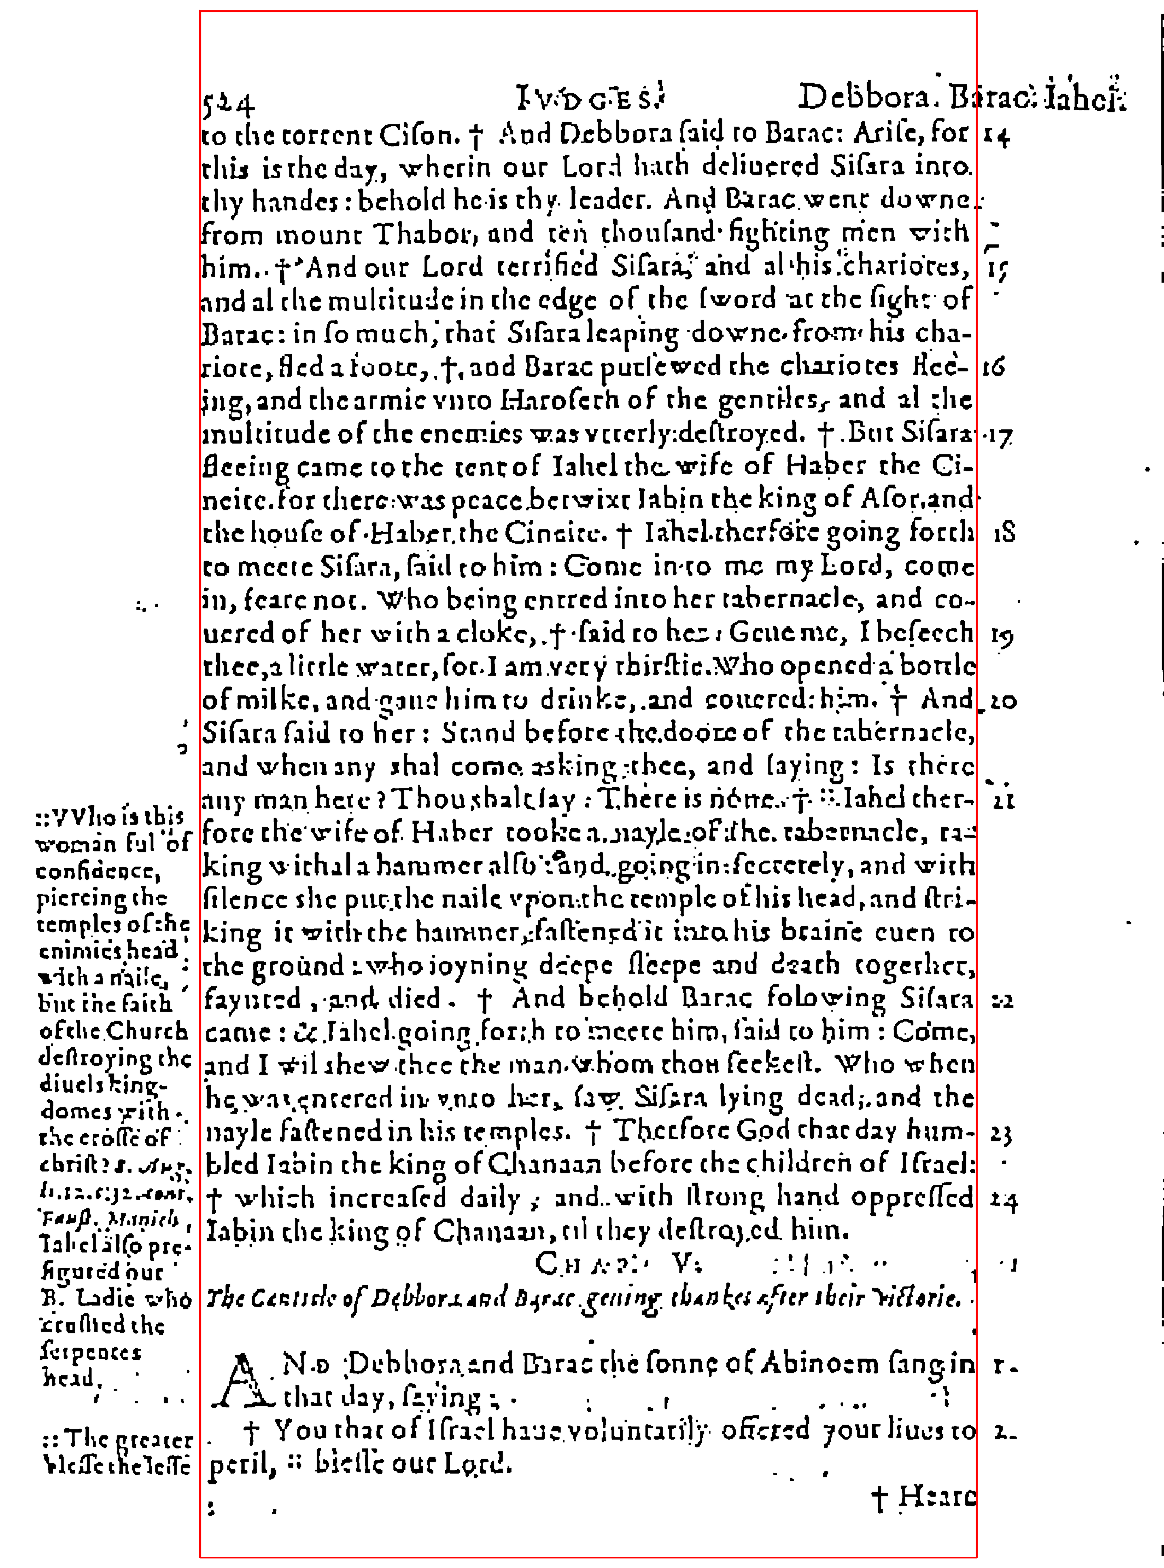 524 IVDGES. Debbora. Barac. Iahel.
to the torrent Cison. † And Debbora ſaid to Barac: Ariſe, for 14
this is the day, wherin our Lord hath deliuered Siſara into
thy handes: behold he is thy leader. And Barac went downe
from mount Thabor, and ten thouſand fighting men with
him. † And our Lord terrified Siſara, and al his chariotes, 15
and al the multitude in the edge of the ſword at the ſight of
Barac: in ſo much, that Siſara leaping downe from his cha-
riote, fled a foote, † and Barac purſewed the chariotes flee- 16
ing, and the armie vnto Haroſeth of the gentiles, and al the
multitude of the enemies was vtterly deſtroyed. † But Siſara 17
fleeing came to the tent of Iahel the wife of Haber the Ci-
neite. for there was peace betwixt Iabin the king of Aſor, and
the houſe of Haber the Cineite. † Iahel therfore going forth 18
to meete Siſara, ſaid to him: Come in to me my Lord, come
in, feare not. Who being entred into her tabernacle, and co-
uered of her with a cloke, † ſaid to her: Geue me, I beſeech 19
thee, a little water, for I am very thirſtie. Who opened a bottle
of milke, and gaue him to drinke, and couered him. † And 20
Siſara ſaid to her: Stand before the doore of the tabernacle,
and when any shal come asking thee, and ſaying: Is there
any man here? Thou shalt ſay: There is none. † :: Iahel ther- 21
fore the wife of Haber tooke a nayle of the tabernacle, ta-
king withal a hammer alſo: and going in ſecretely, and with
ſilence she put the naile vpon the temple of his head, and ſtri-
king it with the hammer, faſtened it into his braine euen to
the ground: who ioyning deepe ſleepe and death together,
faynted, and died. † And behold Barac folowing Siſara 22
came: & Iahel going forth to meete him, ſaid to him: Come,
and I wil shew thee the man whom thou ſeekeſt. Who when
he was entered in vnto her, ſaw Siſara lying dead, and the
nayle faſtened in his temples. † Therfore God that day hum- 23
bled Iabin the king of Chanaan before the children of Iſrael:
† which increaſed daily, and with ſtrong hand oppreſſed 24
Iabin the king of Chanaan, til they deſtroyed him.
::VVho is this
woman ful of
confidence,
piercing the
temples of the
enimies head
with a naile,
but the faith
of the Church
deſtroying the
diuels king-
domes with
the croſſe of
chriſt? S. Aug.
li. 12. c. 32. cont.
Fauſt. Manich.
Iahel alſo pre-
figured our
B. Ladie who
cruſhed the
ſerpentes
head.
CHAP. V.
The Canticle of Debbora and Barac geuing thankes after their victorie.
AND Debbora and Barac the ſonne of Abinoem ſang in 1.
that day, ſaying:
† You that of Iſrael haue voluntarily offered your liues to 2.
peril, :: bleſſe our Lord.
::The greater
bleſſe the leſſe
† Heare